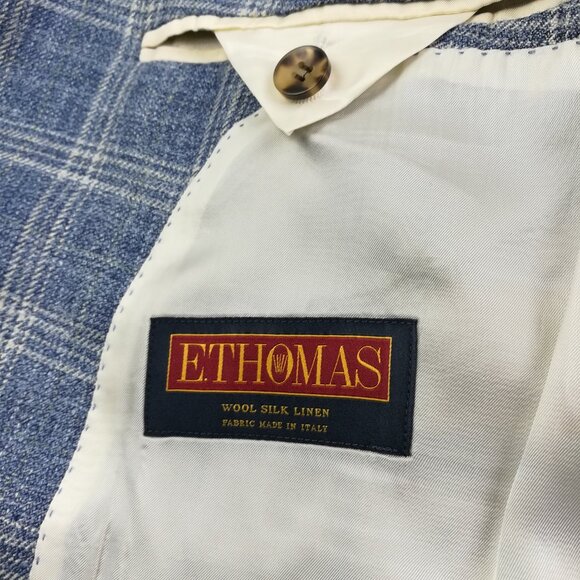 E.THOMAS
WOOL SILK LINEN
FABRIC MADE IN ITALY